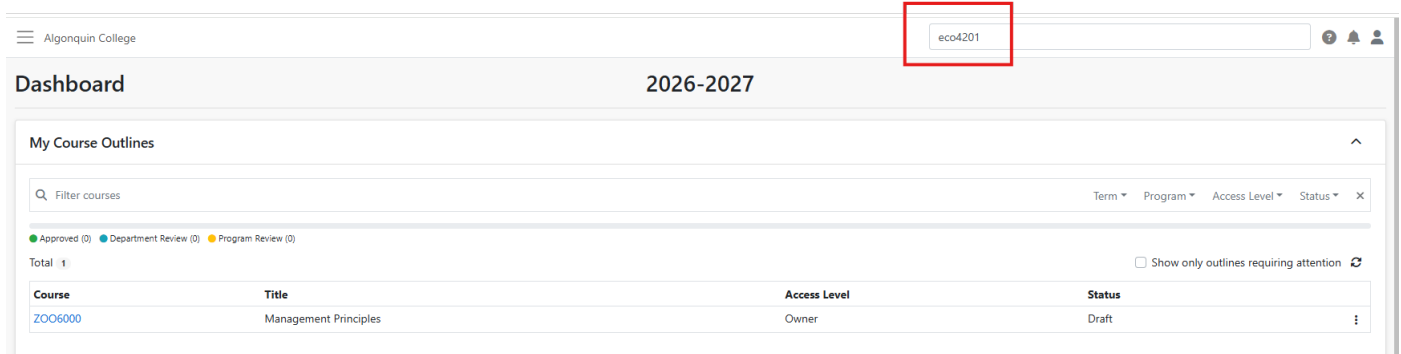 Algonquin College eco4201
Dashboard 2026-2027
My Course Outlines
Filter courses Term Program Access Level Status
Approved (0) Department Review (0) Program Review (0)
Total 1 Show only outlines requiring attention
Course Title Access Level Status
ZOO6000 Management Principles Owner Draft